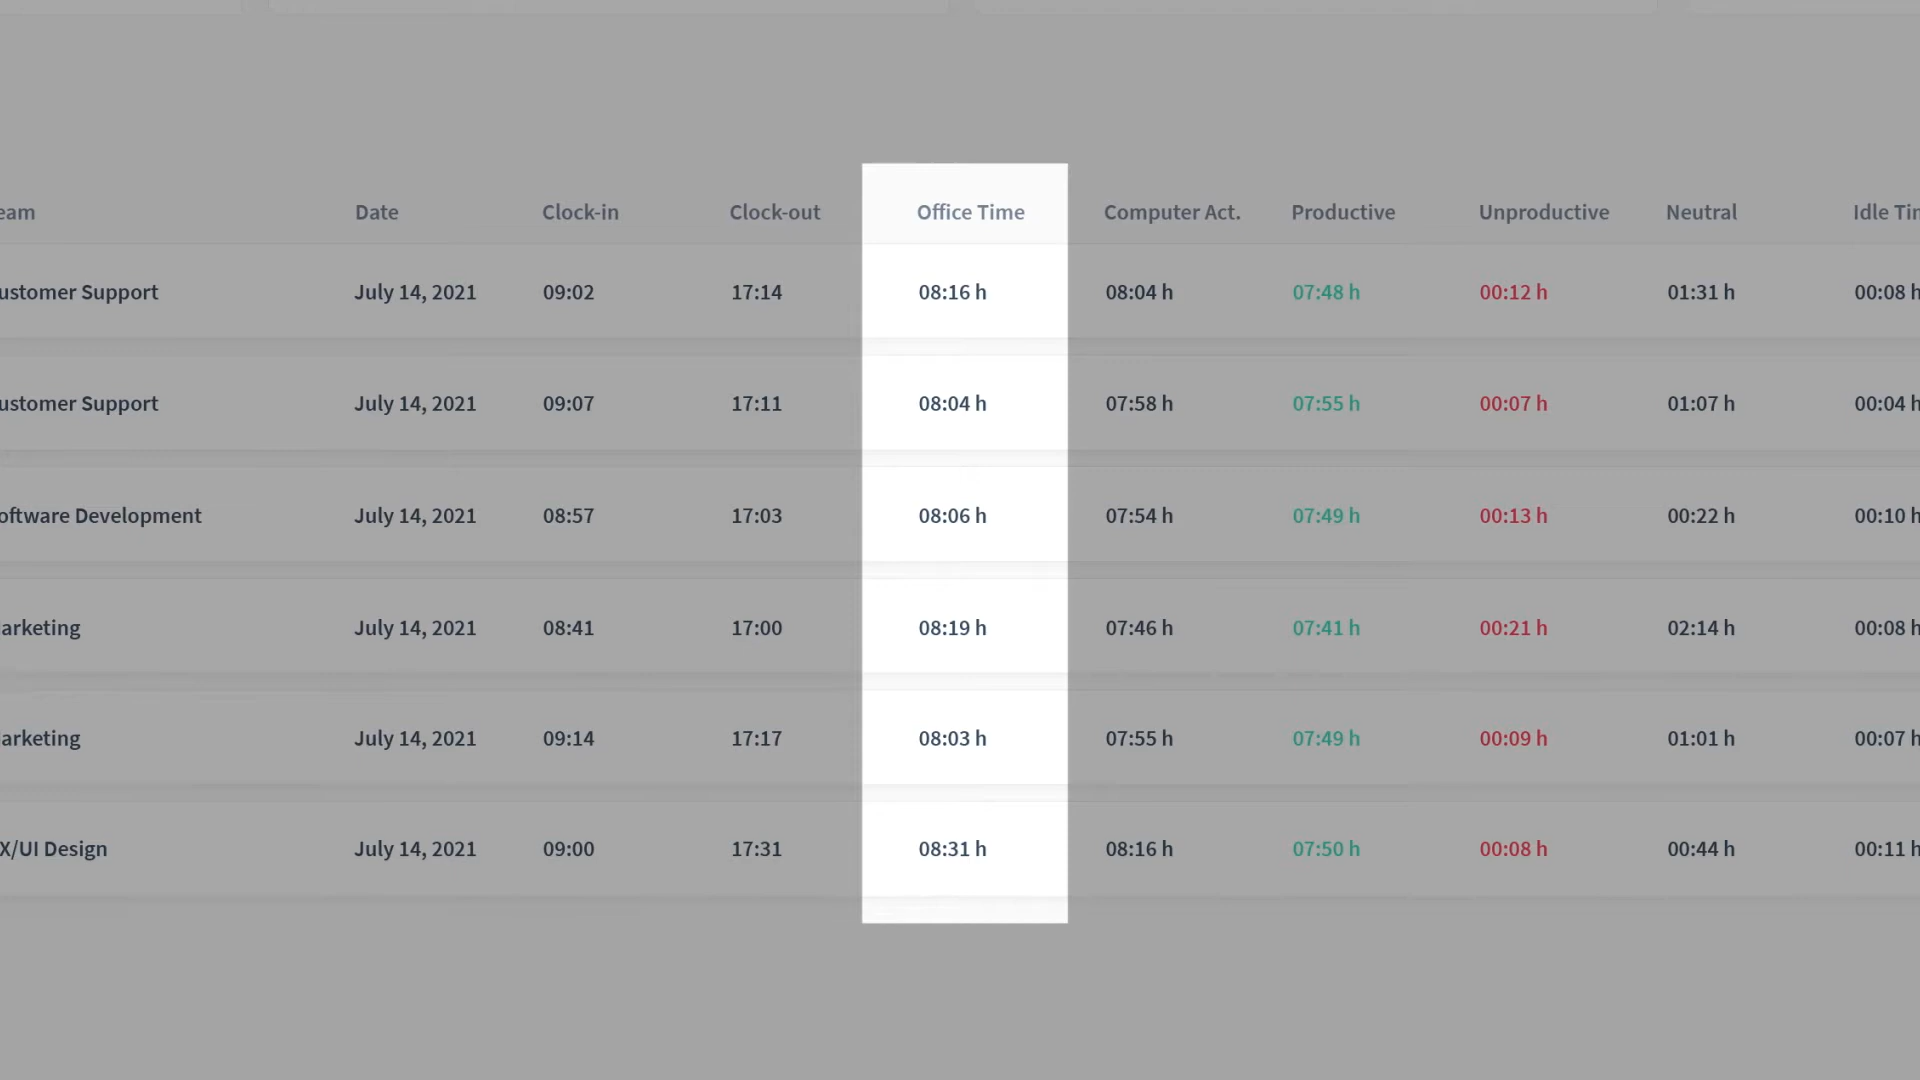 eam Date Clock-in Clock-out Office Time Computer Act. Productive Unproductive Neutral Idle Tin
ustomer Support July 14, 2021 09:02 17:14 08:16 h 08:04 h 07:48 h 00:12 h 01:31 h 00:08 h
ustomer Support July 14, 2021 09:07 17:11 08:04 h 07:58 h 07:55 h 00:07 h 01:07 h 00:04 h
oftware Development July 14, 2021 08:57 17:03 08:06 h 07:54 h 07:49 h 00:13 h 00:22 h 00:10 h
arketing July 14, 2021 08:41 17:00 08:19 h 07:46 h 07:41 h 00:21 h 02:14 h 00:08 h
arketing July 14, 2021 09:14 17:17 08:03 h 07:55 h 07:49 h 00:09 h 01:01 h 00:07 h
X/UI Design July 14, 2021 09:00 17:31 08:31 h 08:16 h 07:50 h 00:08 h 00:44 h 00:11 h